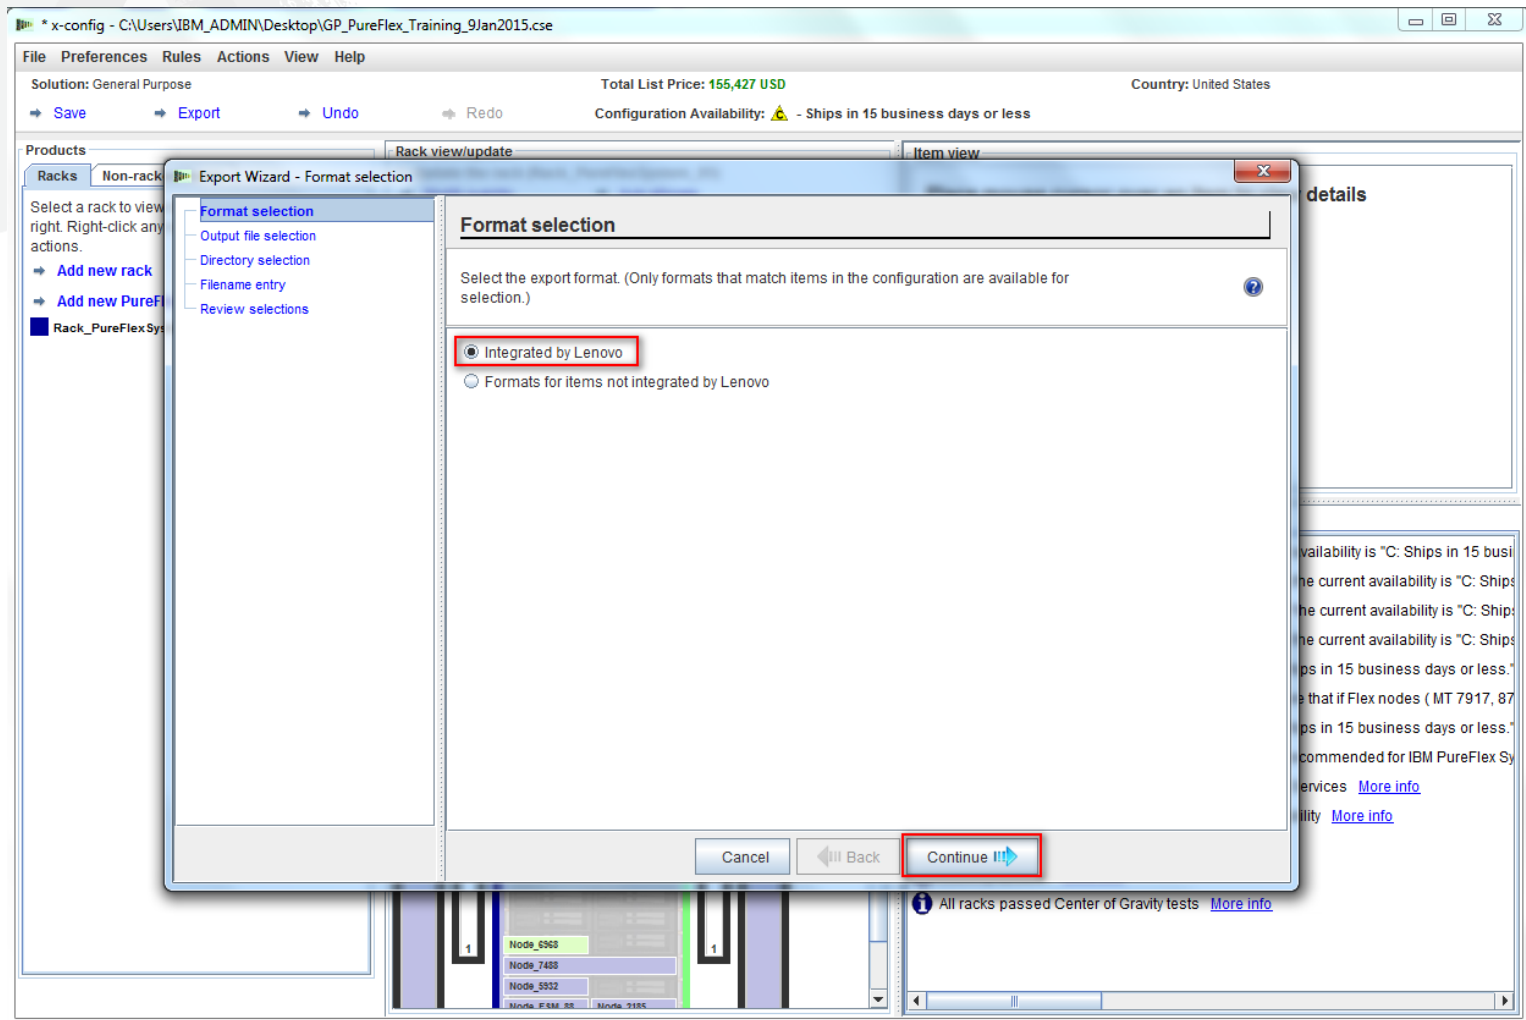 * x-config - C:\Users\IBM_ADMIN\Desktop\GP_PureFlex_Training_9Jan2015.cse
File Preferences Rules Actions View Help
Solution: General Purpose
Total List Price: 155,427 USD
Country: United States
Save Export Undo Redo
Configuration Availability: C - Ships in 15 business days or less
Products
Racks Non-rack
Select a rack to view
right. Right-click any
actions.
Add new rack
Add new PureFl
Rack_PureFlexSys
Rack view/update
Item view
details
Export Wizard - Format selection
Format selection
Output file selection
Directory selection
Filename entry
Review selections
Format selection
Select the export format. (Only formats that match items in the configuration are available for
selection.)
Integrated by Lenovo
Formats for items not integrated by Lenovo
Cancel Back Continue
vailability is "C: Ships in 15 busi
he current availability is "C: Ships
he current availability is "C: Ships
he current availability is "C: Ships
ps in 15 business days or less."
e that if Flex nodes ( MT 7917, 87
ps in 15 business days or less."
commended for IBM PureFlex Sy
ervices More info
ility More info
All racks passed Center of Gravity tests More info
1
1
Node_6968
Node_7488
Node_5932
Node_ESM_88 Node_2185